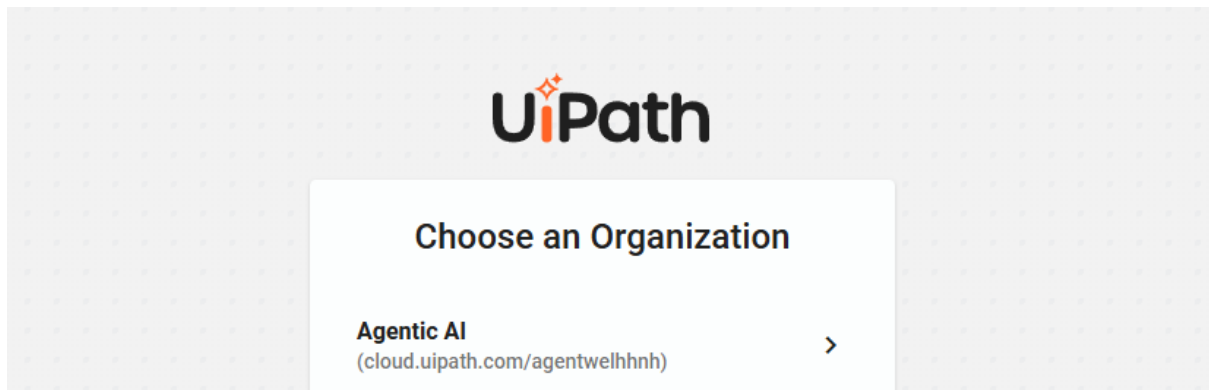 UiPath
Choose an Organization
Agentic AI
(cloud.uipath.com/agentwelhhnh)